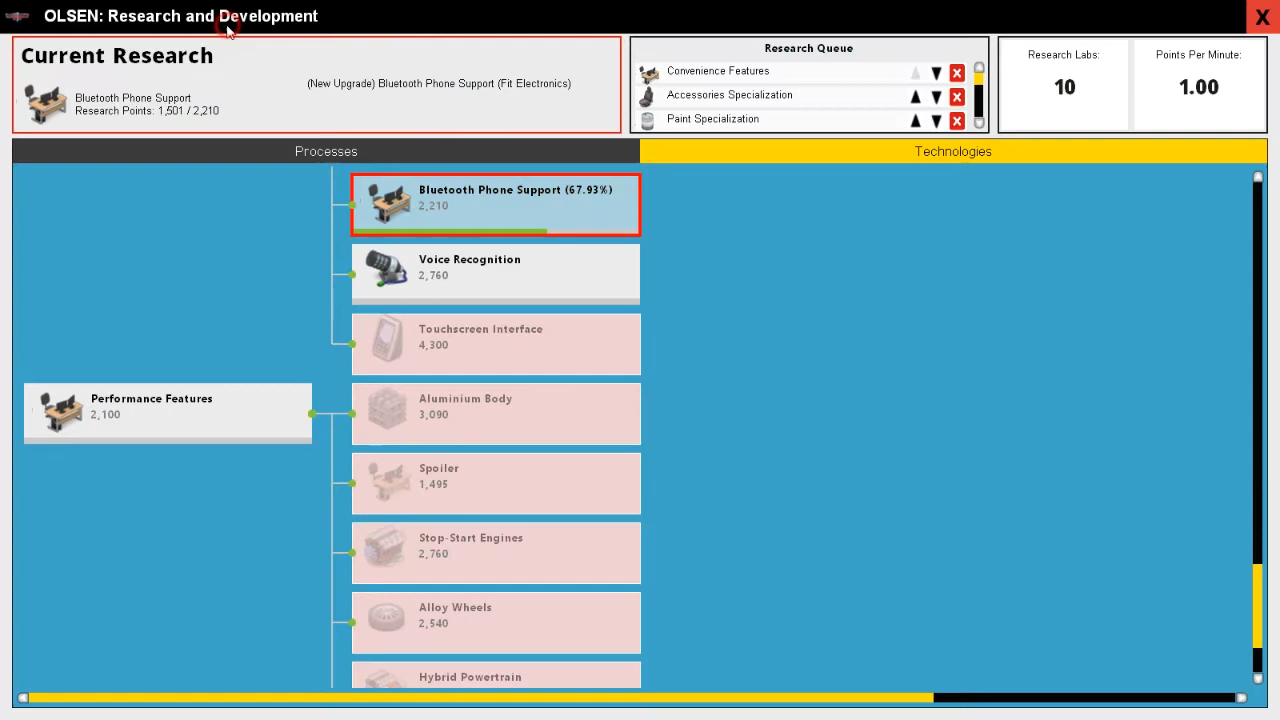 OLSEN: Research and Development
X
Current Research
(New Upgrade) Bluetooth Phone Support (Fit Electronics)
Bluetooth Phone Support
Research Points: 1,501 / 2,210
Research Queue
Convenience Features
Accessories Specialization
Paint Specialization
Research Labs:
10
Points Per Minute:
1.00
Processes
Technologies
Bluetooth Phone Support (67.93%)
2,210
Voice Recognition
2,760
Touchscreen Interface
4,300
Performance Features
2,100
Aluminium Body
3,090
Spoiler
1,495
Stop-Start Engines
2,760
Alloy Wheels
2,540
Hybrid Powertrain